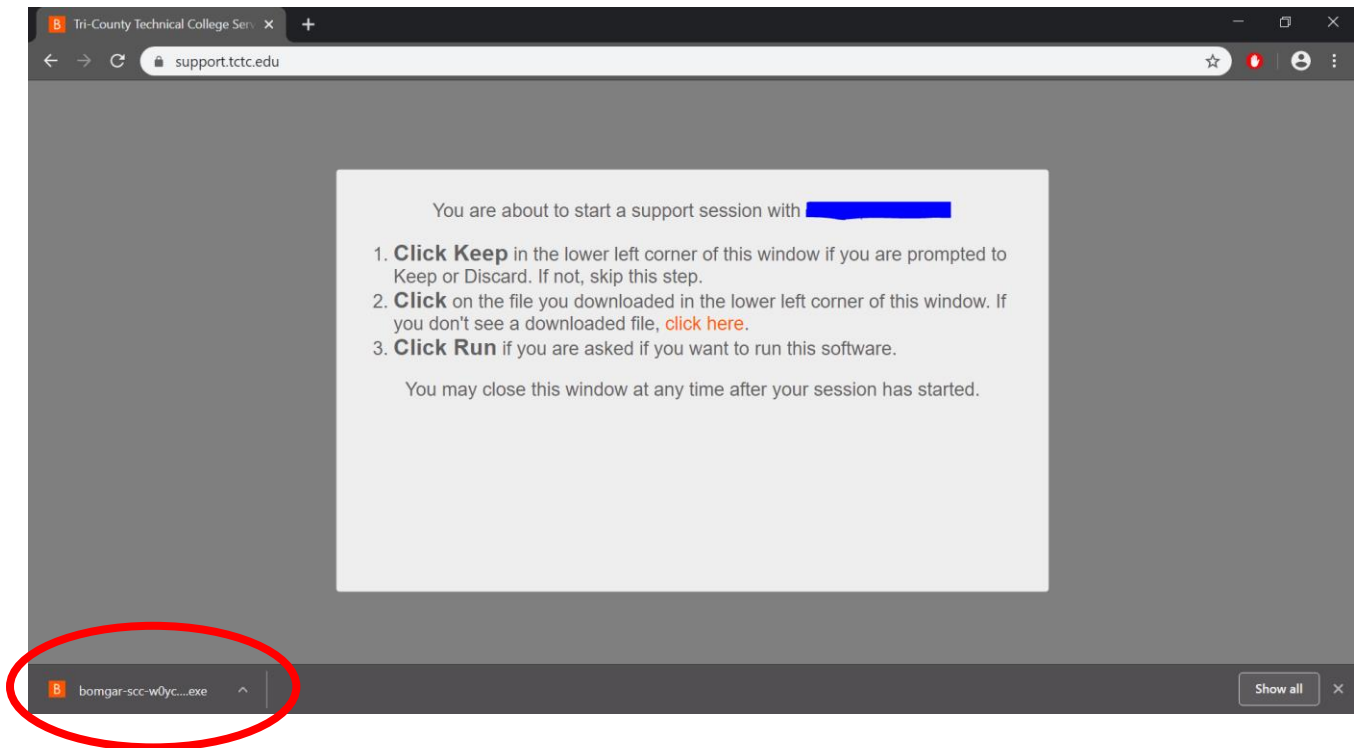 B Tri-County Technical College Serv
support.tctc.edu
You are about to start a support session with
1. Click Keep in the lower left corner of this window if you are prompted to
Keep or Discard. If not, skip this step.
2. Click on the file you downloaded in the lower left corner of this window. If
you don't see a downloaded file, click here.
3. Click Run if you are asked if you want to run this software.
You may close this window at any time after your session has started.
B bomgar-scc-w0yc....exe
Show all